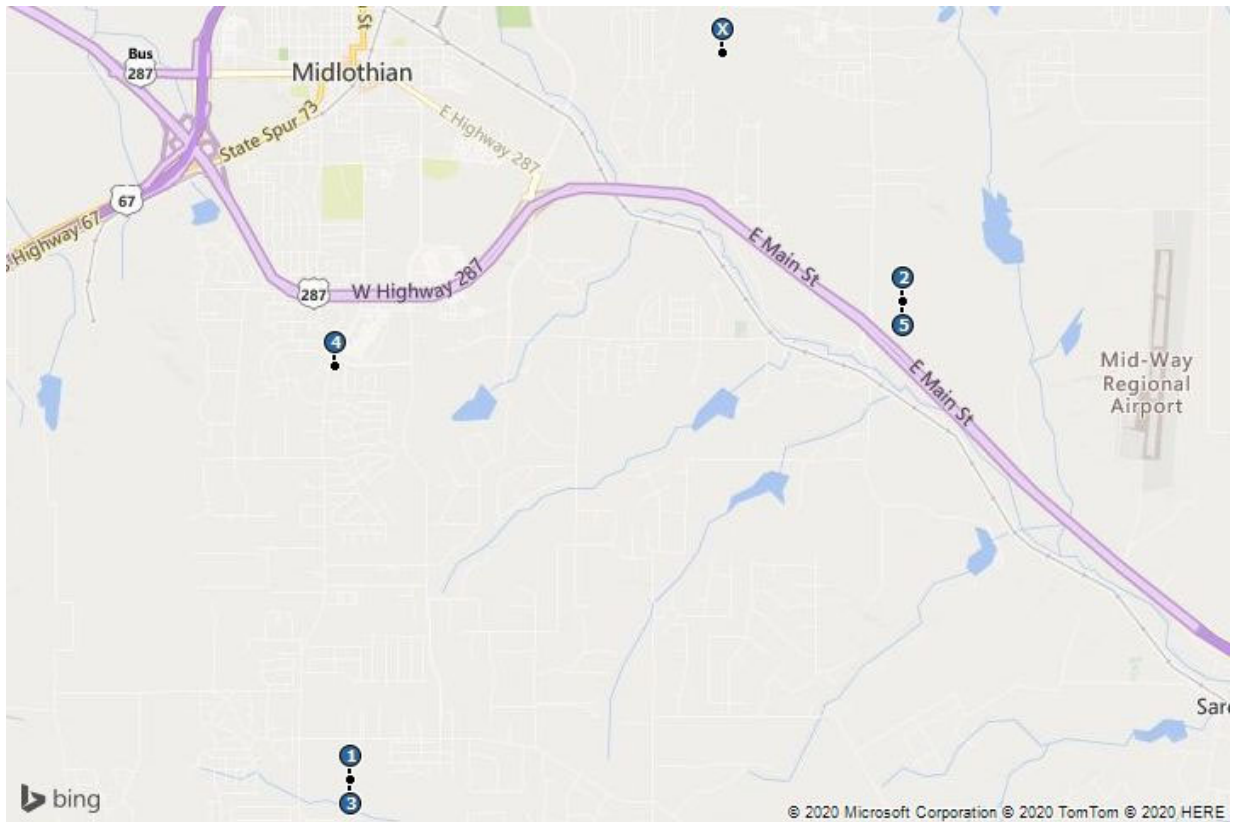 e St
X
Bus
287
Midlothian
State Spur 73
E Highway 287
67
Highway 67
E Main St
2
287
W Highway 287
5
4
Mid-Way
Regional
Airport
E Main St
Sar
1
3
bing
© 2020 Microsoft Corporation © 2020 TomTom © 2020 HERE